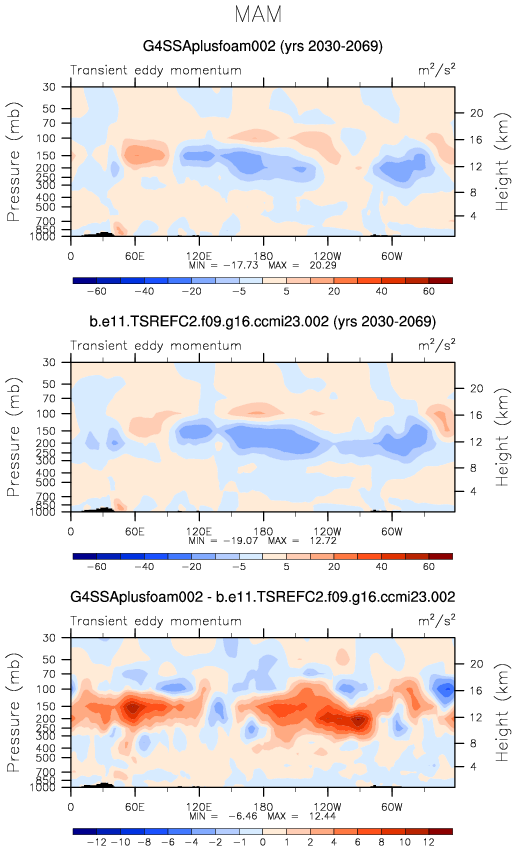 MAM
G4SSAplusfoam002 (yrs 2030-2069)
Transient eddy momentum m²/s²
Pressure (mb)
30
50
70
100
150
200
250
300
400
500
700
850
1000
Height (km)
20
16
12
8
4
0 60E 120E 180 120W 60W
MIN = -17.73 MAX = 20.29
-60 -40 -20 -10 -5 5 10 20 40 60
b.e11.TSREFC2.f09.g16.ccmi23.002 (yrs 2030-2069)
Transient eddy momentum m²/s²
Pressure (mb)
30
50
70
100
150
200
250
300
400
500
700
850
1000
Height (km)
20
16
12
8
4
0 60E 120E 180 120W 60W
MIN = -19.07 MAX = 12.72
-60 -40 -20 -10 -5 5 10 20 40 60
G4SSAplusfoam002 - b.e11.TSREFC2.f09.g16.ccmi23.002
Transient eddy momentum m²/s²
Pressure (mb)
30
50
70
100
150
200
250
300
400
500
700
850
1000
Height (km)
20
16
12
8
4
0 60E 120E 180 120W 60W
MIN = -6.46 MAX = 12.44
-12 -10 -8 -6 -4 -2 -1 0 1 2 4 6 8 10 12